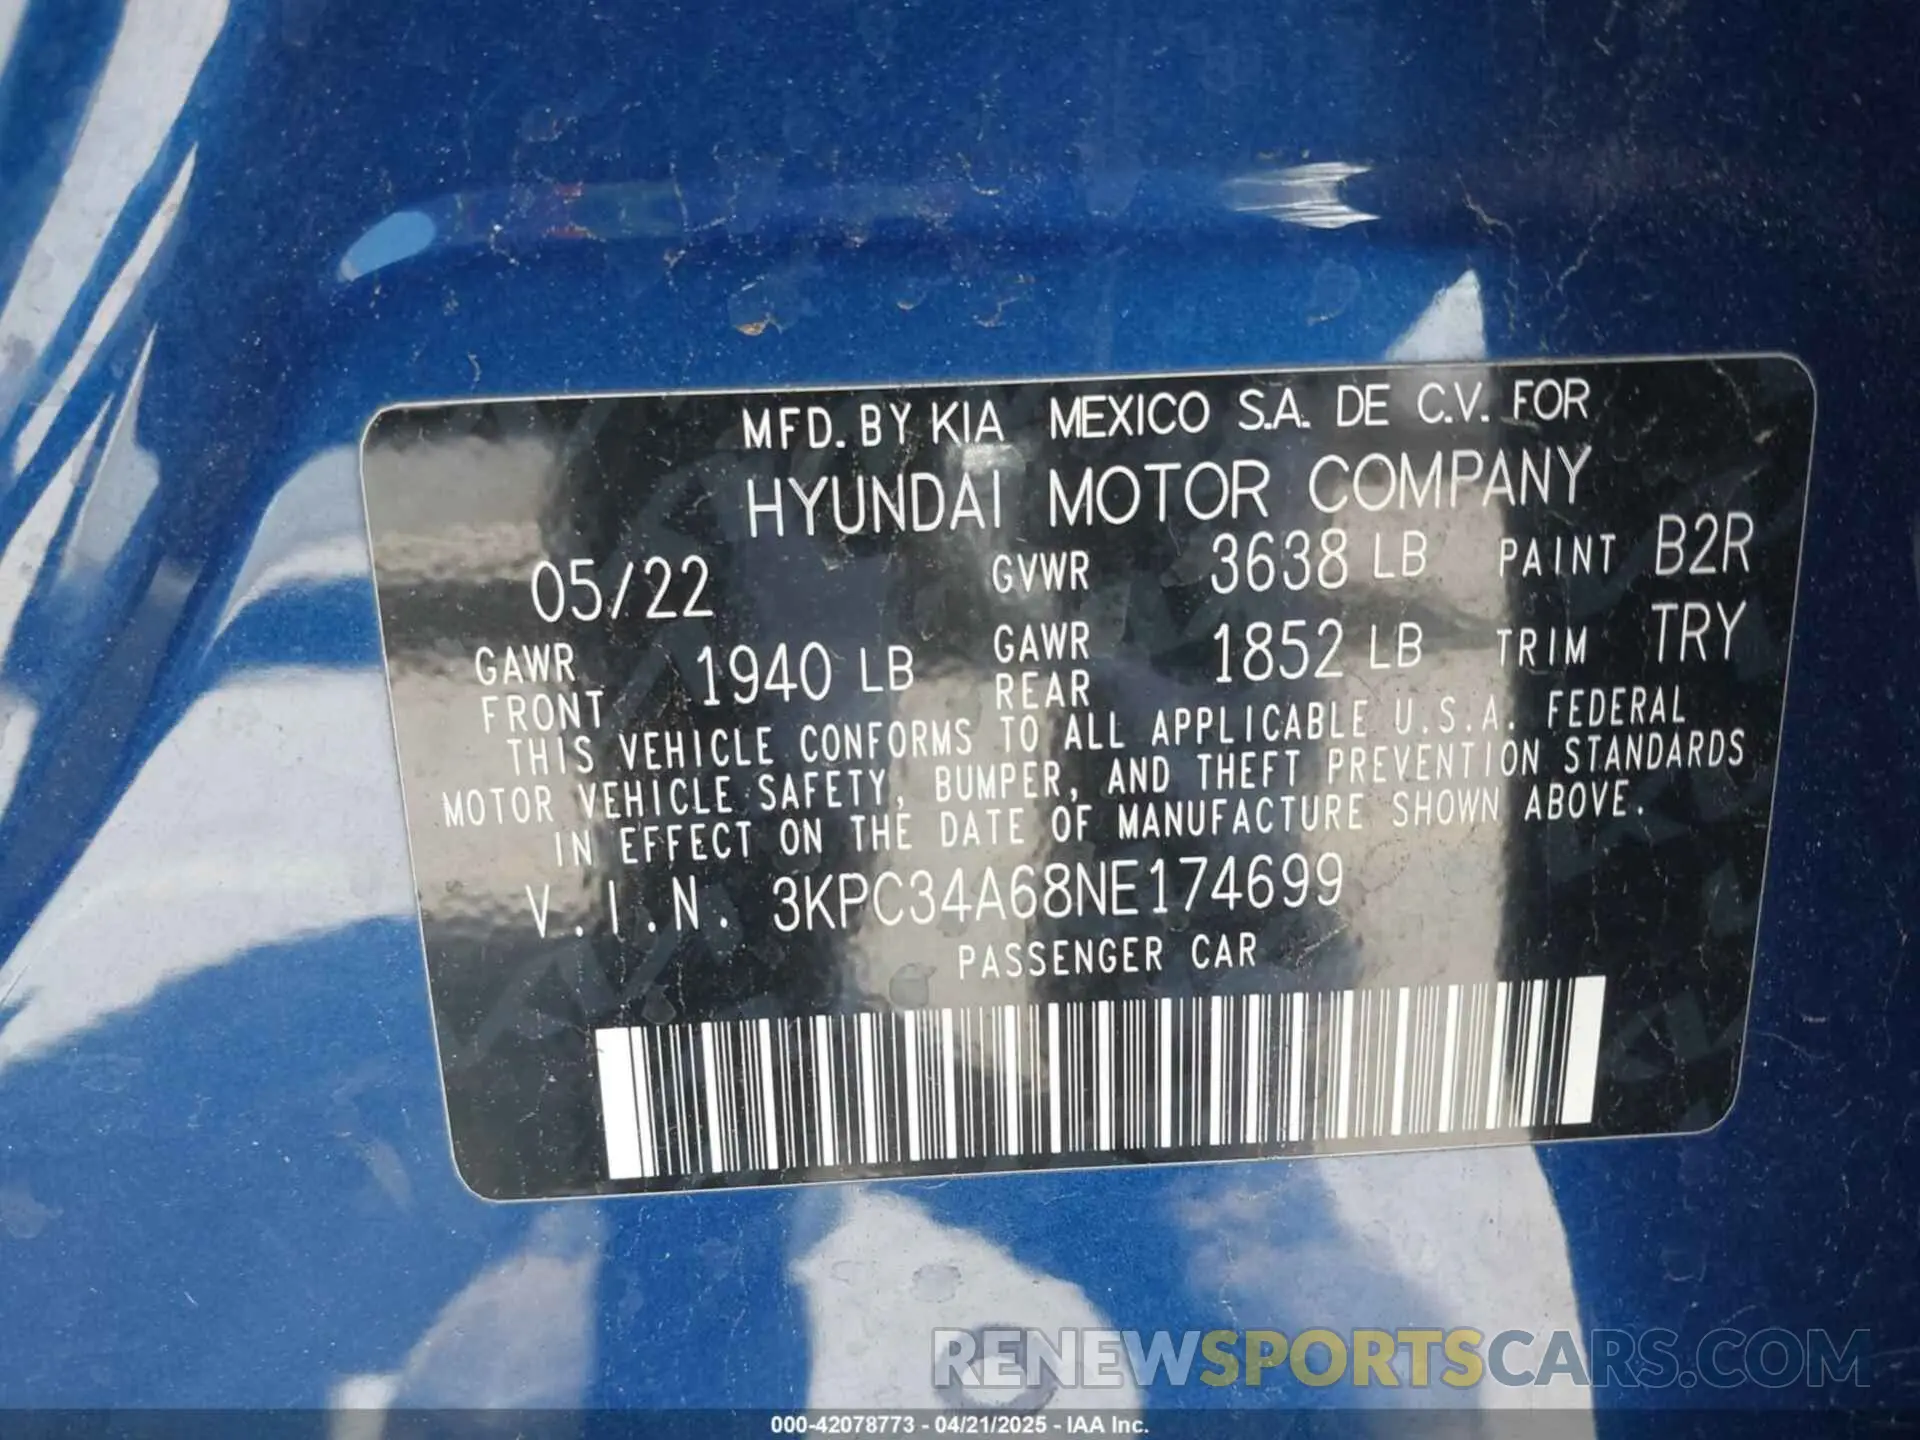 MFD. BY KIA MEXICO S.A. DE C.V. FOR
HYUNDAI MOTOR COMPANY
05/22 GVWR 3638 LB PAINT B2R
GAWR FRONT 1940 LB GAWR REAR 1852 LB TRIM TRY
THIS VEHICLE CONFORMS TO ALL APPLICABLE U.S.A. FEDERAL
MOTOR VEHICLE SAFETY, BUMPER, AND THEFT PREVENTION STANDARDS
IN EFFECT ON THE DATE OF MANUFACTURE SHOWN ABOVE.
V.I.N. 3KPC34A68NE174699
PASSENGER CAR
RENEWSPORTSCARS.COM
000-42078773 - 04/21/2025 - IAA Inc.